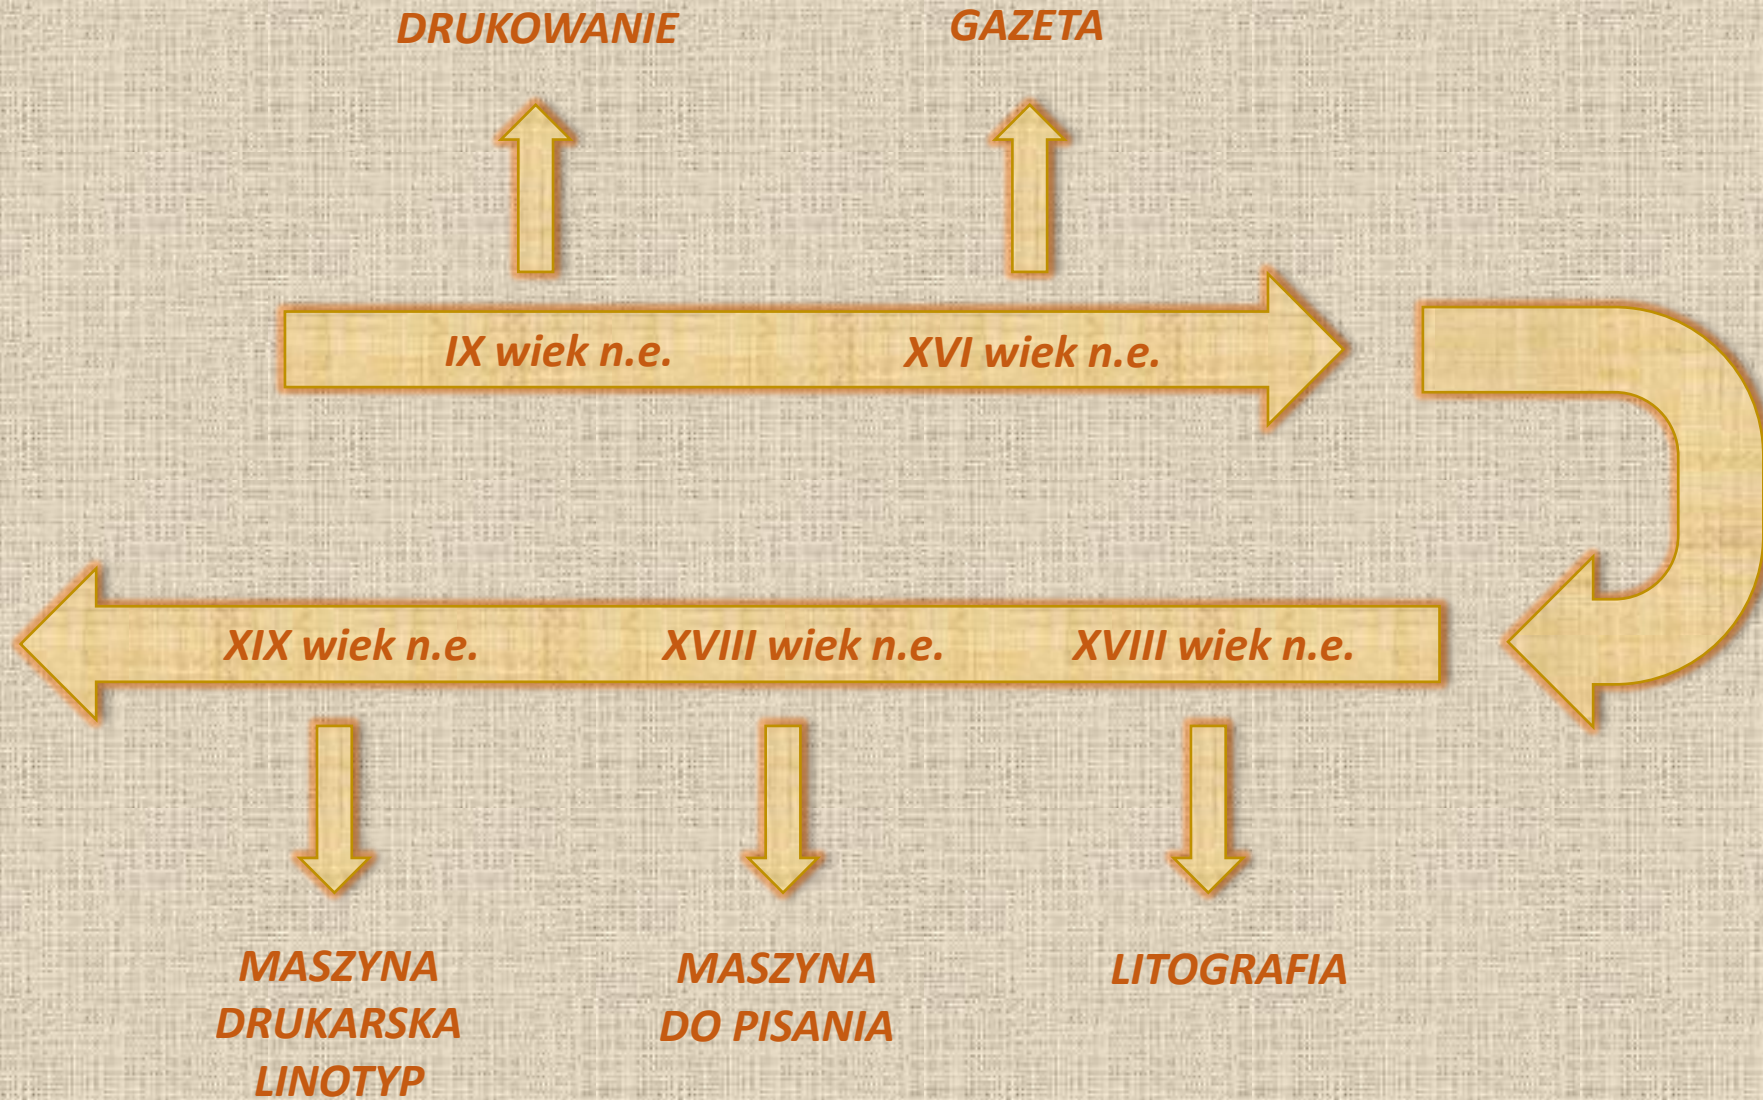 DRUKOWANIE
GAZETA
IX wiek n.e.
XVI wiek n.e.
XIX wiek n.e.
XVIII wiek n.e.
XVIII wiek n.e.
MASZYNA
DRUKARSKA
LINOTYP
MASZYNA
DO PISANIA
LITOGRAFIA